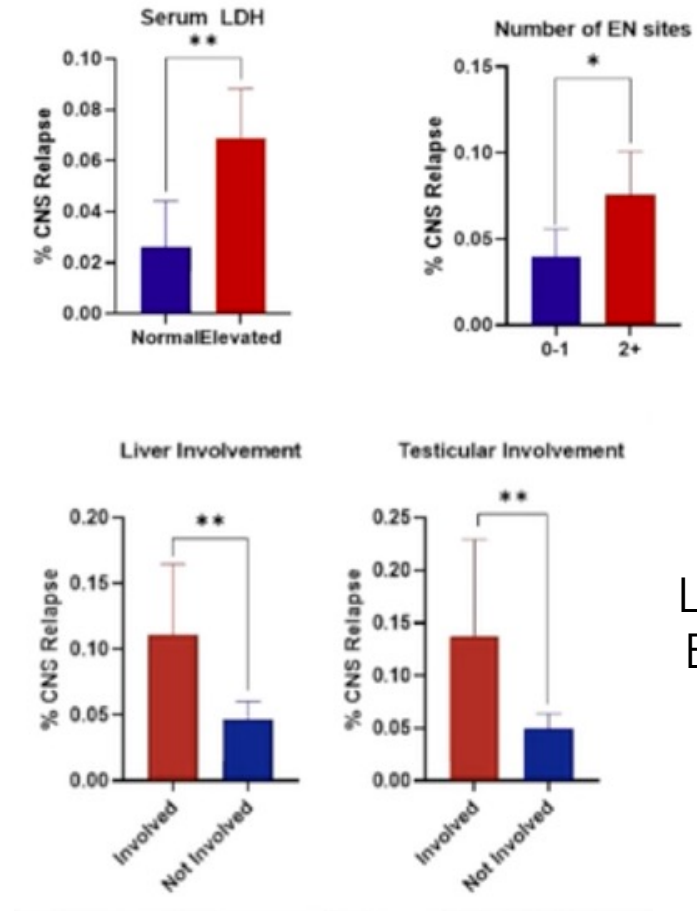 Serum LDH
**
0.10
0.08
0.06
0.04
0.02
0.00
% CNS Relapse
Normal Elevated
Number of EN sites
*
0.15
0.10
0.05
0.00
% CNS Relapse
0-1 2+
Liver Involvement
**
0.20
0.15
0.10
0.05
0.00
% CNS Relapse
Involved
Not Involved
Testicular Involvement
**
0.25
0.20
0.15
0.10
0.05
0.00
% CNS Relapse
Involved
Not Involved